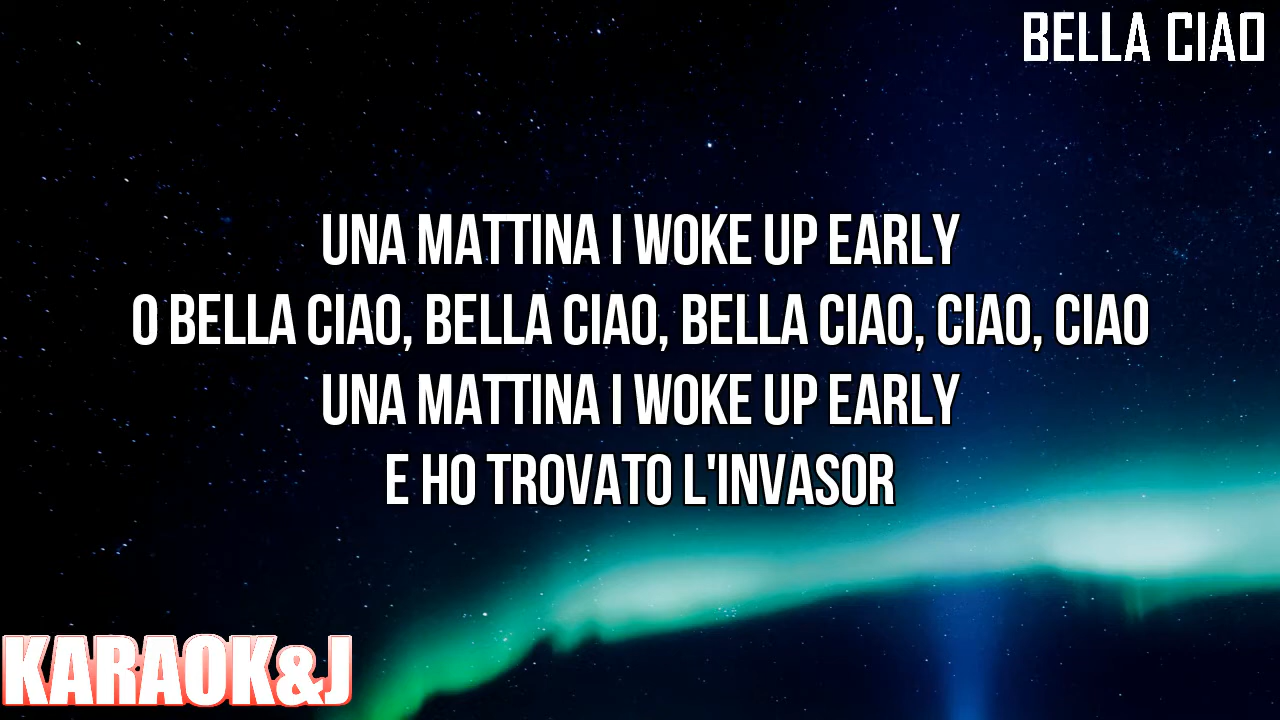 BELLA CIAO
UNA MATTINA I WOKE UP EARLY
O BELLA CIAO, BELLA CIAO, BELLA CIAO, CIAO, CIAO
UNA MATTINA I WOKE UP EARLY
E HO TROVATO L'INVASOR
KARAOK&J